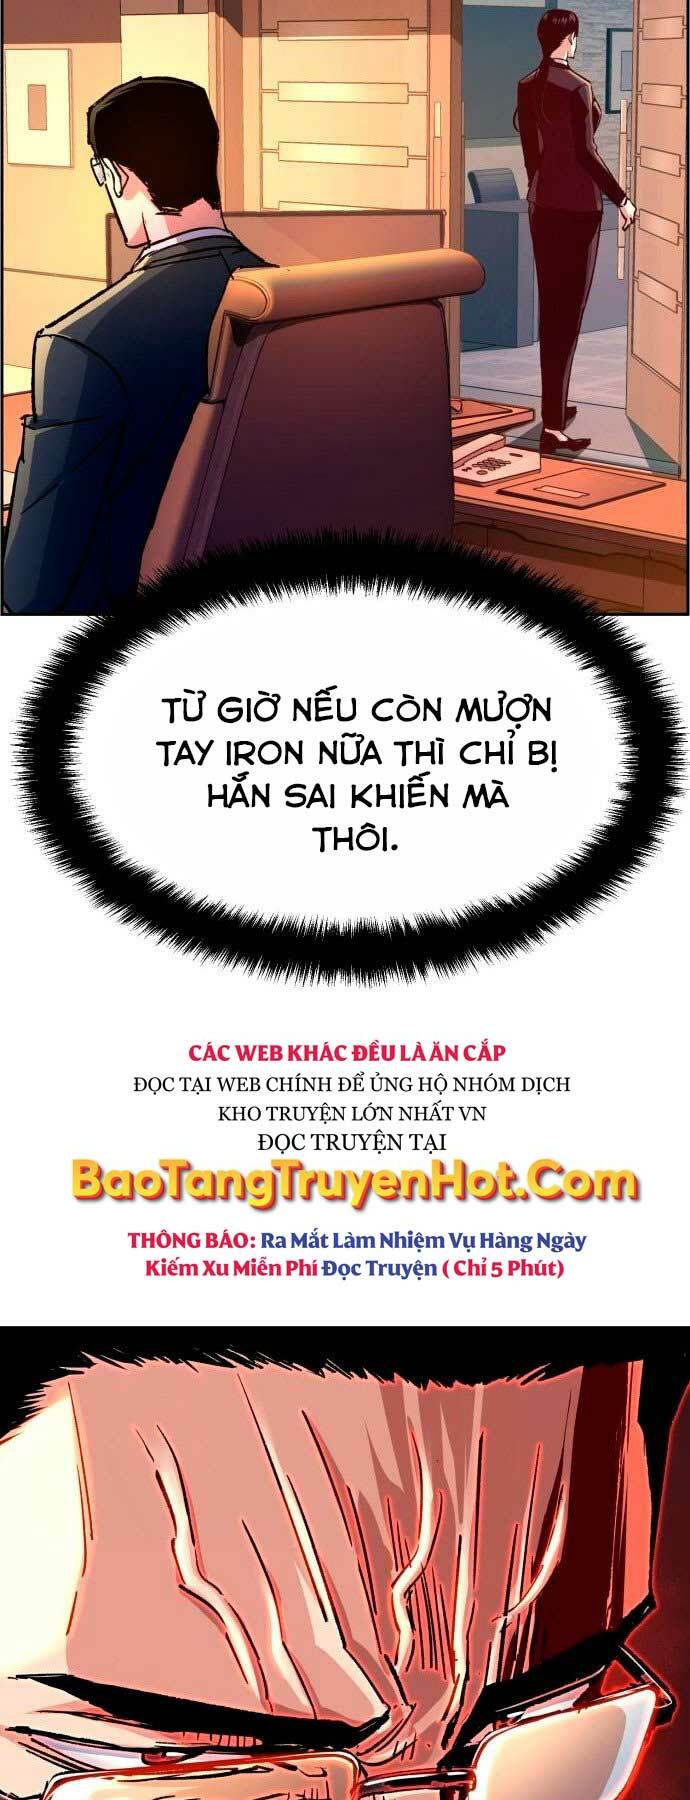 TỪ GIỜ NẾU CÒN MƯỢN
TAY IRON NỮA THÌ CHỈ BỊ
HẮN SAI KHIẾN MÀ
THÔI.
CÁC WEB KHÁC ĐỀU LÀ ĂN CẮP
ĐỌC TẠI WEB CHÍNH ĐỂ ỦNG HỘ NHÓM DỊCH
KHO TRUYỆN LỚN NHẤT VN
ĐỌC TRUYỆN TẠI
BaoTangTruyenHot.Com
THÔNG BÁO: Ra Mắt Làm Nhiệm Vụ Hàng Ngày
Kiếm Xu Miễn Phí Đọc Truyện ( Chỉ 5 Phút)